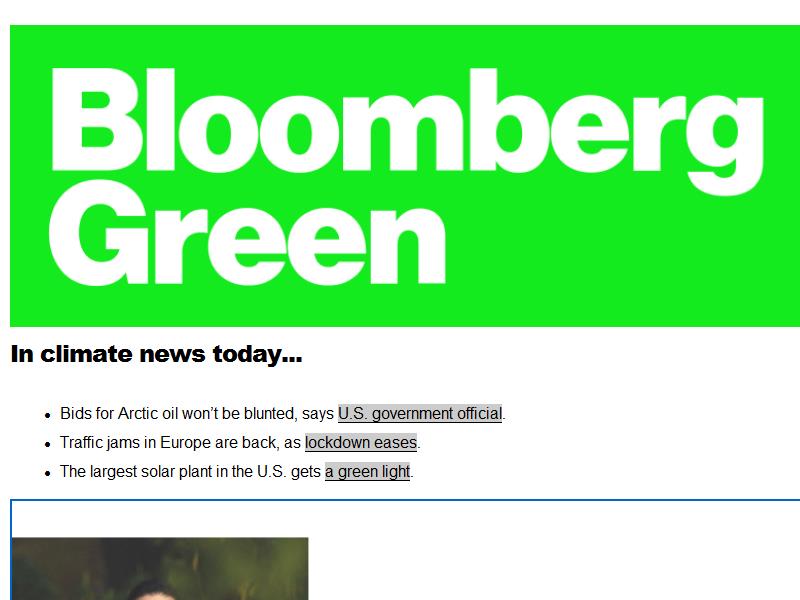 Bloomberg
Green
In climate news today...
Bids for Arctic oil won’t be blunted, says U.S. government official.
Traffic jams in Europe are back, as lockdown eases.
The largest solar plant in the U.S. gets a green light.